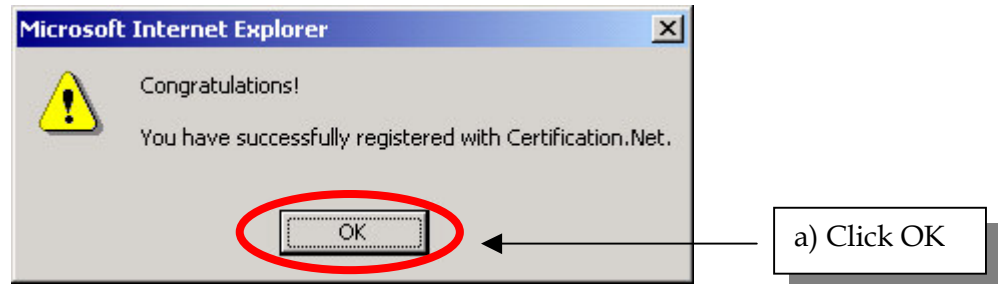 Microsoft Internet Explorer
Congratulations!
You have successfully registered with Certification.Net.
OK
a) Click OK